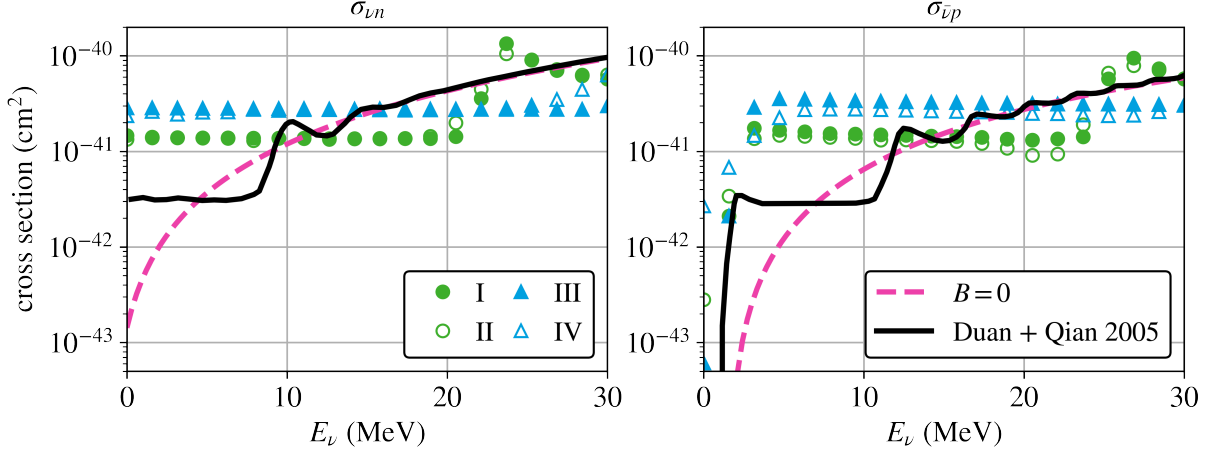 σνn
σν̄p
cross section (cm²)
10⁻⁴⁰
10⁻⁴¹
10⁻⁴²
10⁻⁴³
I
II
III
IV
0
10
20
30
Eν (MeV)
10⁻⁴⁰
10⁻⁴¹
10⁻⁴²
10⁻⁴³
B = 0
Duan + Qian 2005
0
10
20
30
Eν (MeV)